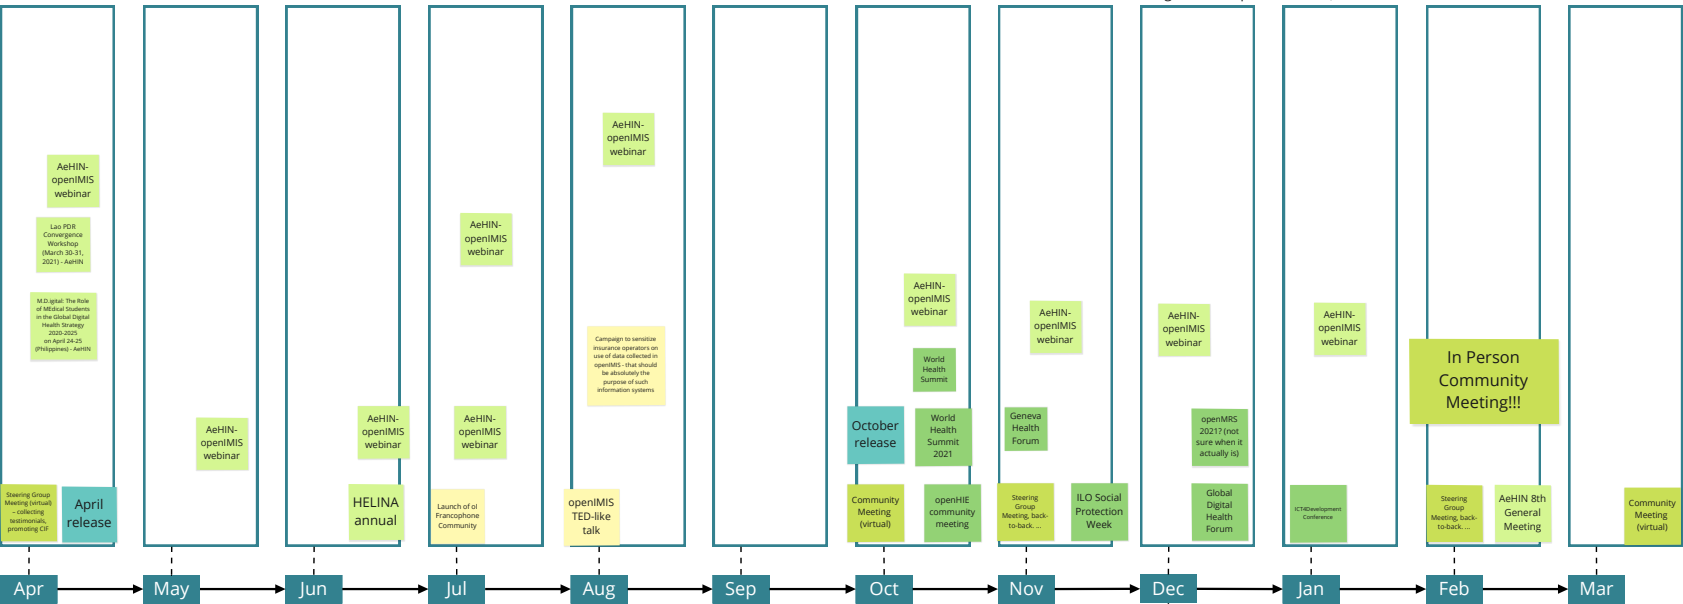 AeHIN-
openIMIS
webinar
Lao PDR
Convergence
Workshop
(March 30-31,
2021) - AeHIN
M.D.igital: The Role
of MEdical Students
in the Global Digital
Health Strategy
2020-2025
on April 24-25
(Philippines) - AeHIN
Steering Group
Meeting (virtual)
– collecting
testimonials,
promoting CIF
April
release
AeHIN-
openIMIS
webinar
AeHIN-
openIMIS
webinar
HELINA
annual
AeHIN-
openIMIS
webinar
AeHIN-
openIMIS
webinar
Launch of oI
Francophone
Community
AeHIN-
openIMIS
webinar
Campaign to sensitize
insurance operators on
use of data collected in
openIMIS - that should
be absolutely the
purpose of such
information systems
openIMIS
TED-like
talk
AeHIN-
openIMIS
webinar
World
Health
Summit
October
release
World
Health
Summit
2021
Community
Meeting
(virtual)
openHIE
community
meeting
AeHIN-
openIMIS
webinar
Geneva
Health
Forum
Steering
Group
Meeting, back-
to-back. ...
ILO Social
Protection
Week
AeHIN-
openIMIS
webinar
openMRS
2021? (not
sure when it
actually is)
Global
Digital
Health
Forum
AeHIN-
openIMIS
webinar
ICT4Development
Conference
In Person
Community
Meeting!!!
Steering
Group
Meeting, back-
to-back. ...
AeHIN 8th
General
Meeting
Community
Meeting
(virtual)
Apr
May
Jun
Jul
Aug
Sep
Oct
Nov
Dec
Jan
Feb
Mar